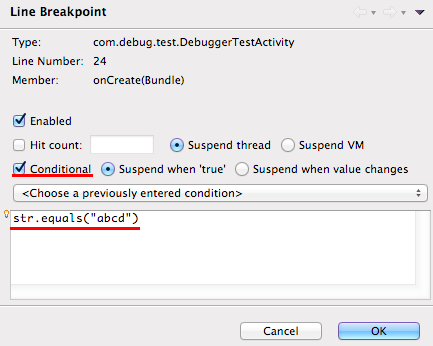 Line Breakpoint
Type: com.debug.test.DebuggerTestActivity
Line Number: 24
Member: onCreate(Bundle)
Enabled
Hit count: Suspend thread Suspend VM
Conditional Suspend when 'true' Suspend when value changes
<Choose a previously entered condition>
str.equals("abcd")
Cancel OK